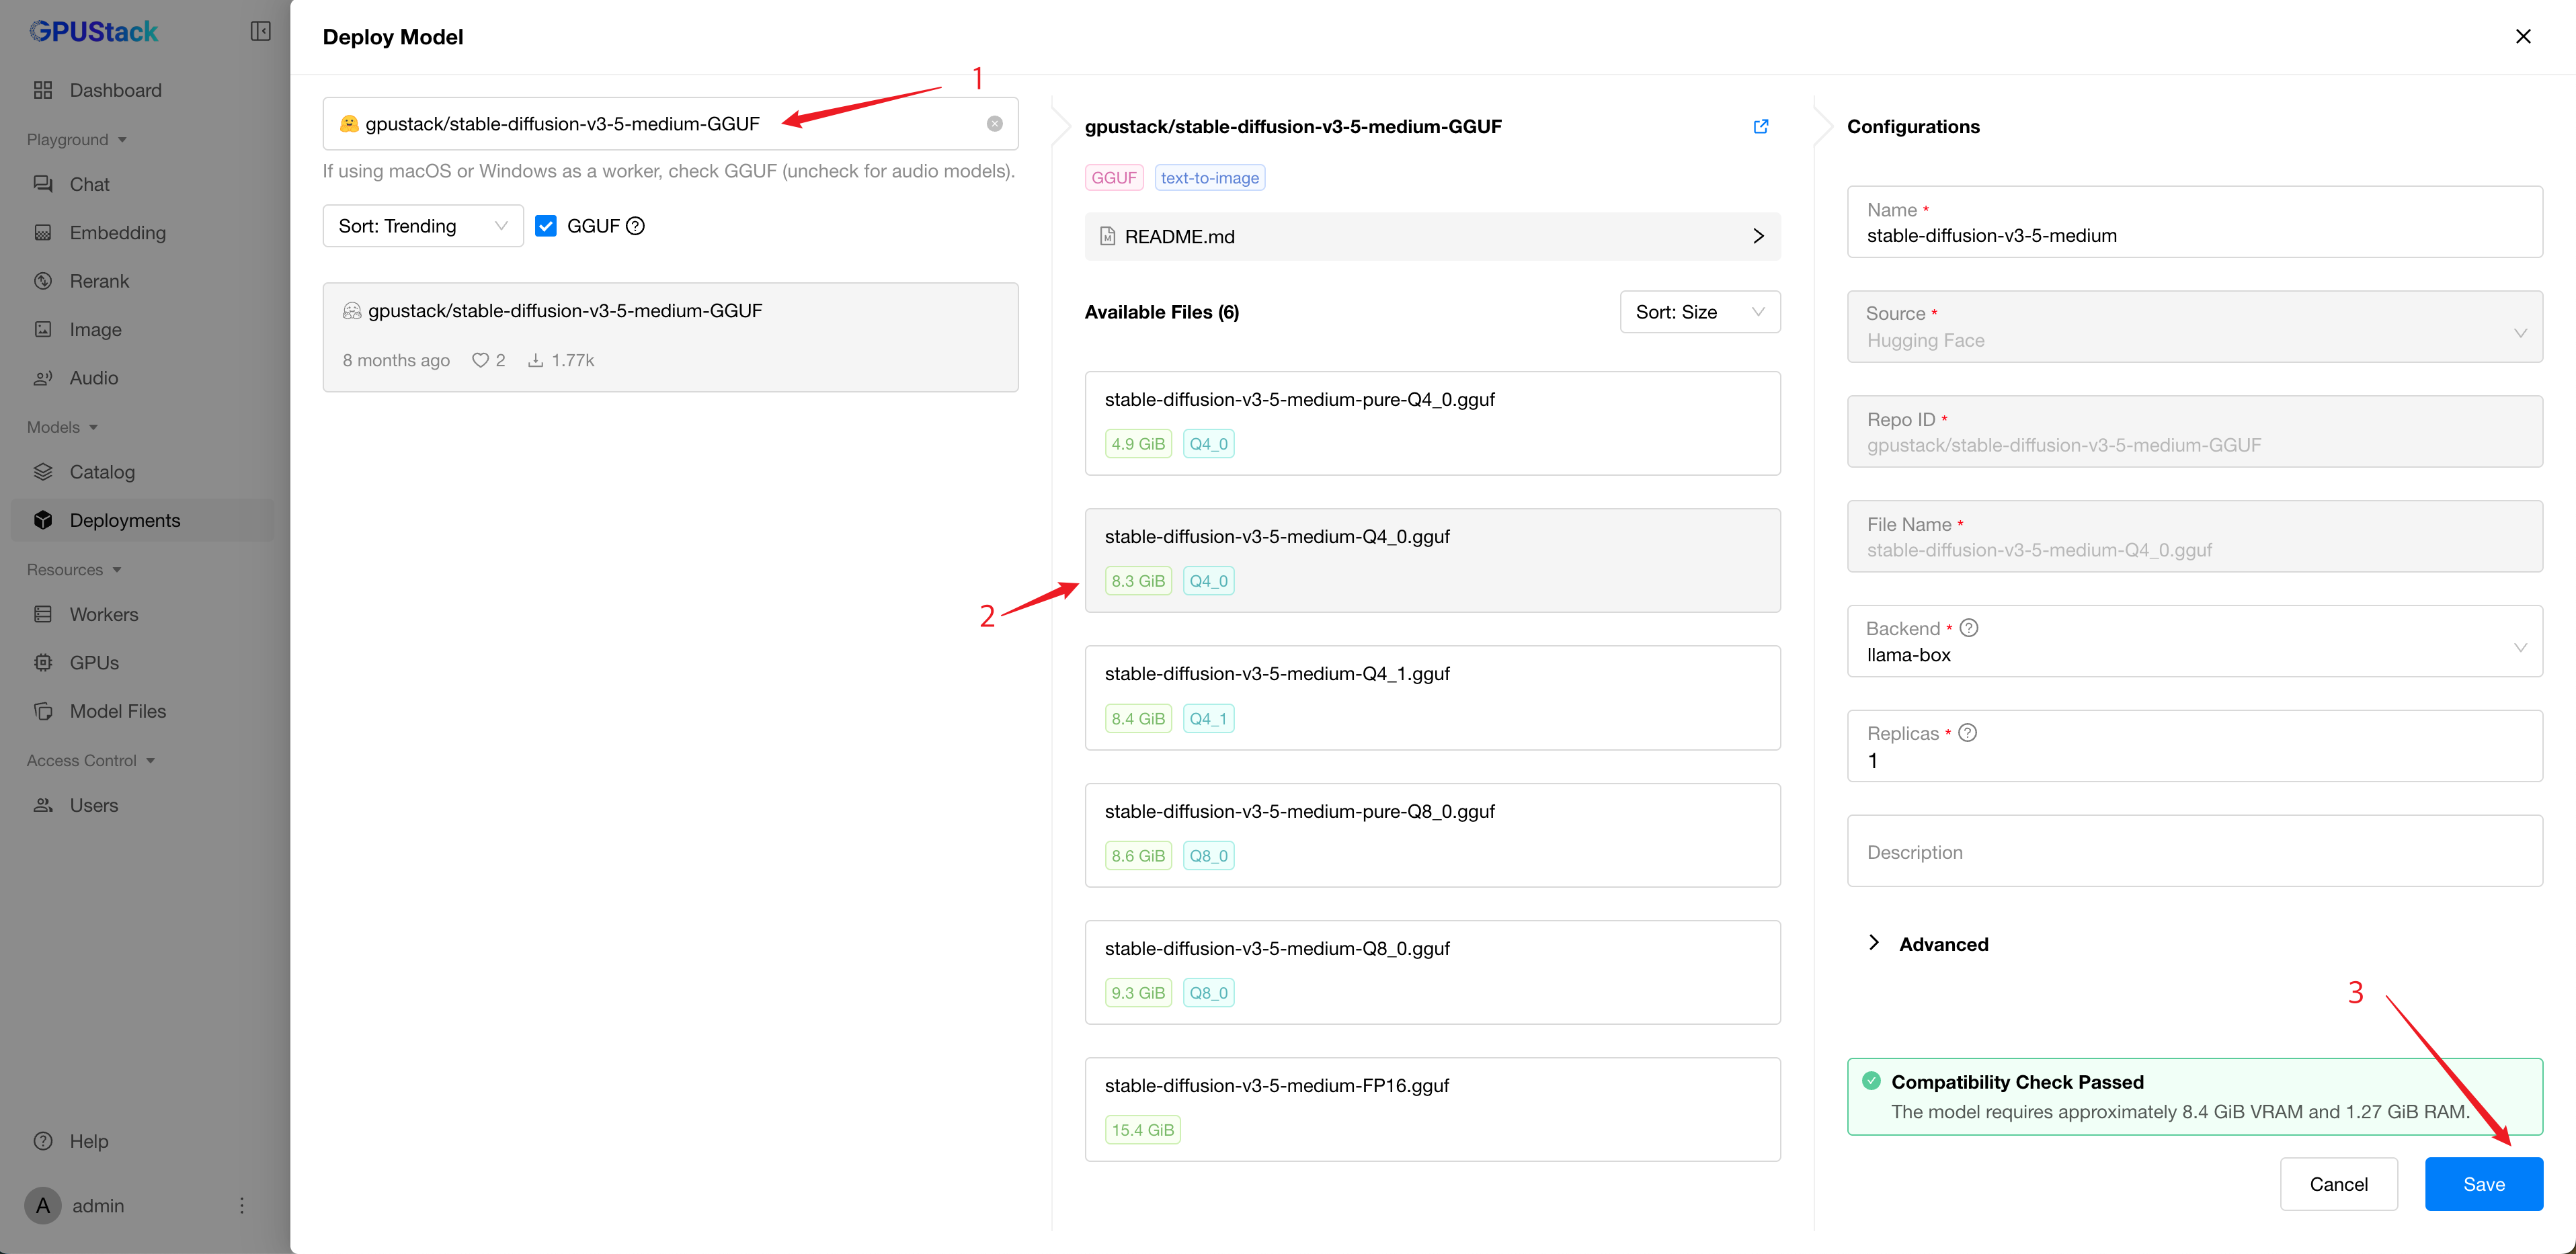 GPUStack
Dashboard
Playground
Chat
Embedding
Rerank
Image
Audio
Models
Catalog
Deployments
Resources
Workers
GPUs
Model Files
Access Control
Users
Help
A admin
Deploy Model
1
gpustack/stable-diffusion-v3-5-medium-GGUF
If using macOS or Windows as a worker, check GGUF (uncheck for audio models).
Sort: Trending GGUF
gpustack/stable-diffusion-v3-5-medium-GGUF
8 months ago 2 1.77k
gpustack/stable-diffusion-v3-5-medium-GGUF
GGUF text-to-image
README.md
Available Files (6) Sort: Size
stable-diffusion-v3-5-medium-pure-Q4_0.gguf
4.9 GiB Q4_0
stable-diffusion-v3-5-medium-Q4_0.gguf
8.3 GiB Q4_0
2
stable-diffusion-v3-5-medium-Q4_1.gguf
8.4 GiB Q4_1
stable-diffusion-v3-5-medium-pure-Q8_0.gguf
8.6 GiB Q8_0
stable-diffusion-v3-5-medium-Q8_0.gguf
9.3 GiB Q8_0
stable-diffusion-v3-5-medium-FP16.gguf
15.4 GiB
Configurations
Name *
stable-diffusion-v3-5-medium
Source *
Hugging Face
Repo ID *
gpustack/stable-diffusion-v3-5-medium-GGUF
File Name *
stable-diffusion-v3-5-medium-Q4_0.gguf
Backend *
llama-box
Replicas *
1
Description
Advanced
3
Compatibility Check Passed
The model requires approximately 8.4 GiB VRAM and 1.27 GiB RAM.
Cancel Save